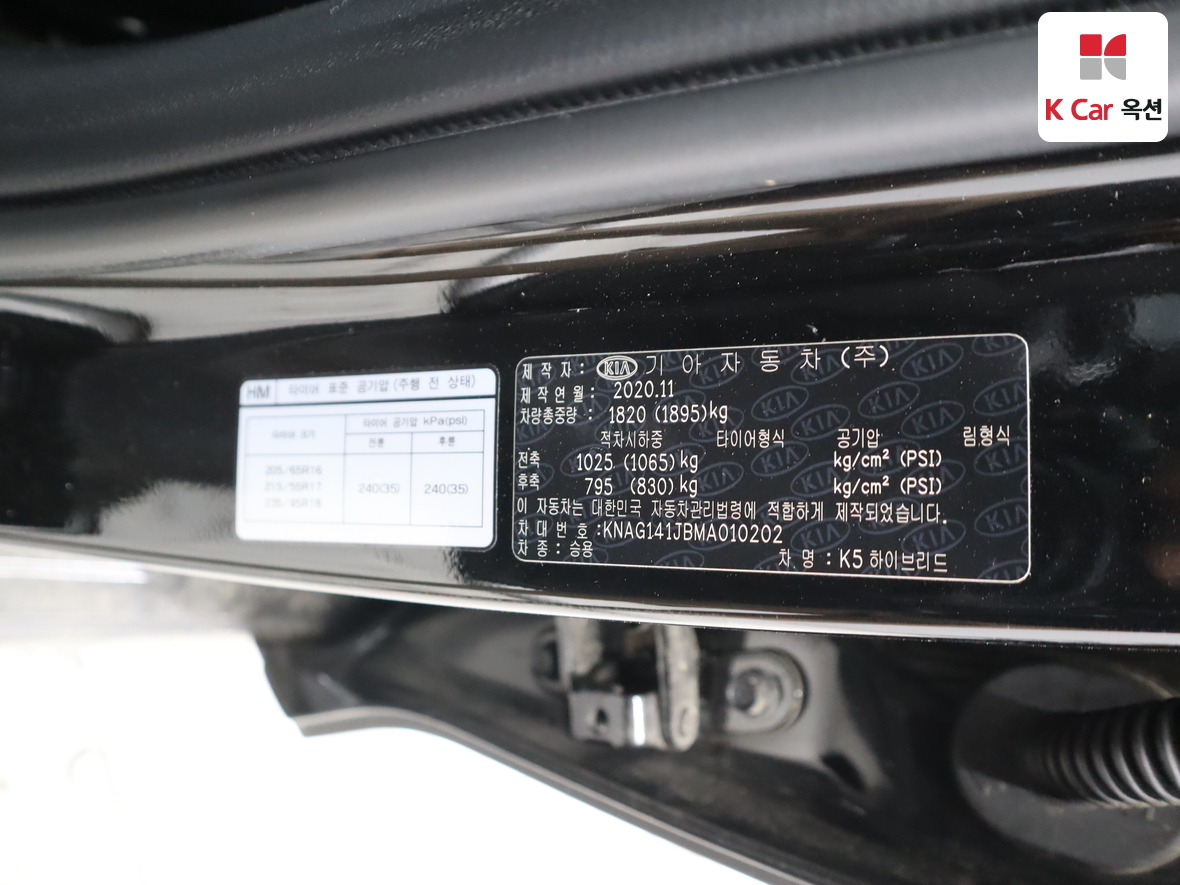 K Car 옥션
HM 타이어 표준 공기압 (주행 전 상태)
타이어 크기 타이어 공기압 kPa(psi)
전륜 후륜
205/65R16
215/55R17 240(35) 240(35)
235/45R18
제작자: KIA 기아자동차(주)
제작연월: 2020.11
차량총중량: 1820 (1895)kg
적차시하중 타이어형식 공기압 림형식
전축 1025 (1065) kg kg/cm² (PSI)
후축 795 (830) kg kg/cm² (PSI)
이 자동차는 대한민국 자동차관리법령에 적합하게 제작되었습니다.
차대번호:KNAG141JBMA010202
차종: 승용 차명: K5 하이브리드